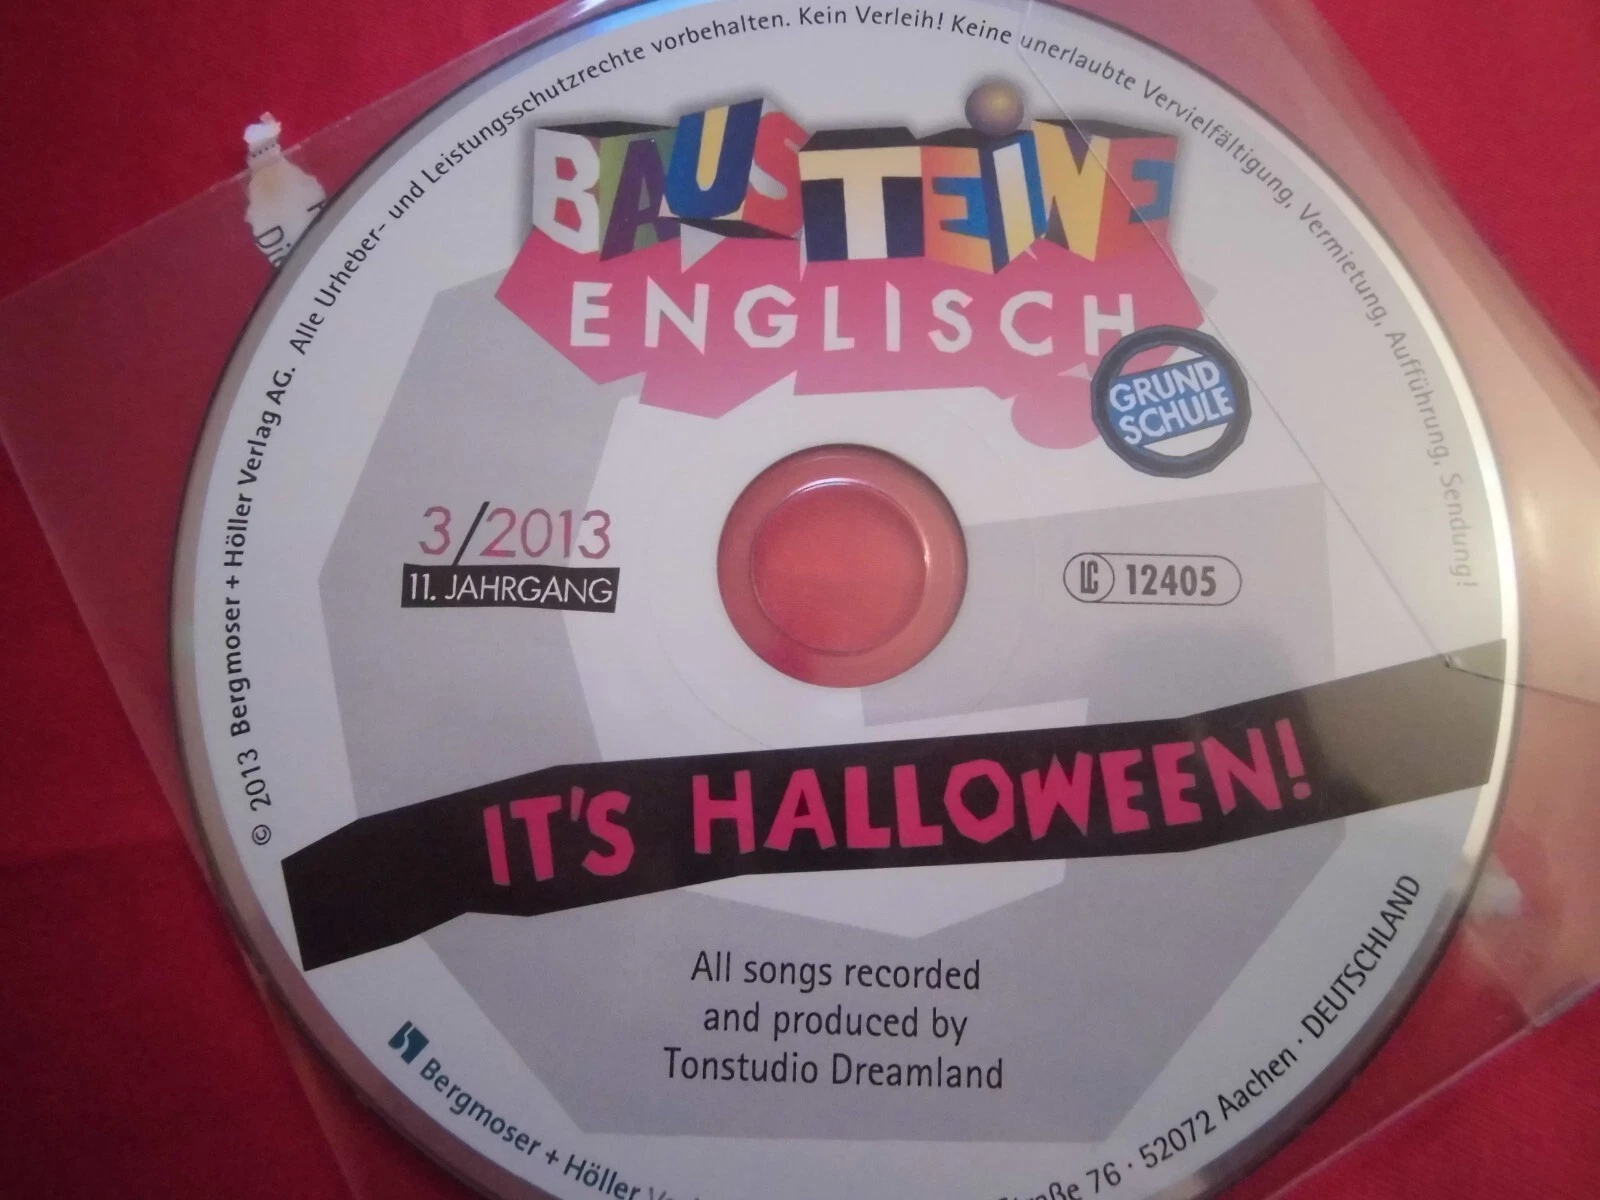 © 2013 Bergmoser + Höller Verlag AG. Alle Urheber- und Leistungsschutzrechte vorbehalten. Kein Verleih! Keine unerlaubte Vervielfältigung, Vermietung, Aufführung, Sendung!
BAUSTEINE
ENGLISCH
GRUND
SCHULE
3/2013
11. JAHRGANG
LC 12405
IT'S HALLOWEEN!
All songs recorded
and produced by
Tonstudio Dreamland
Bergmoser + Höller
76 · 52072 Aachen · DEUTSCHLAND